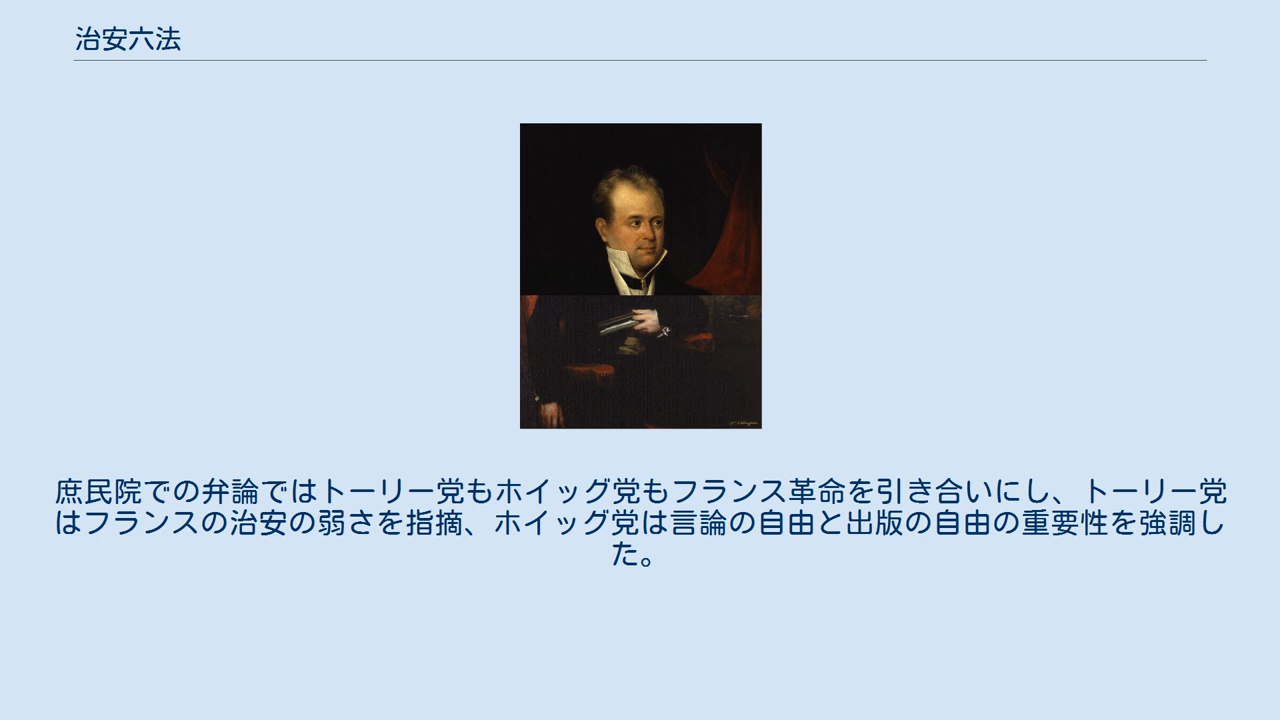 治安六法
庶民院での弁論ではトーリー党もホイッグ党もフランス革命を引き合いにし、トーリー党
はフランスの治安の弱さを指摘、ホイッグ党は言論の自由と出版の自由の重要性を強調し
た。